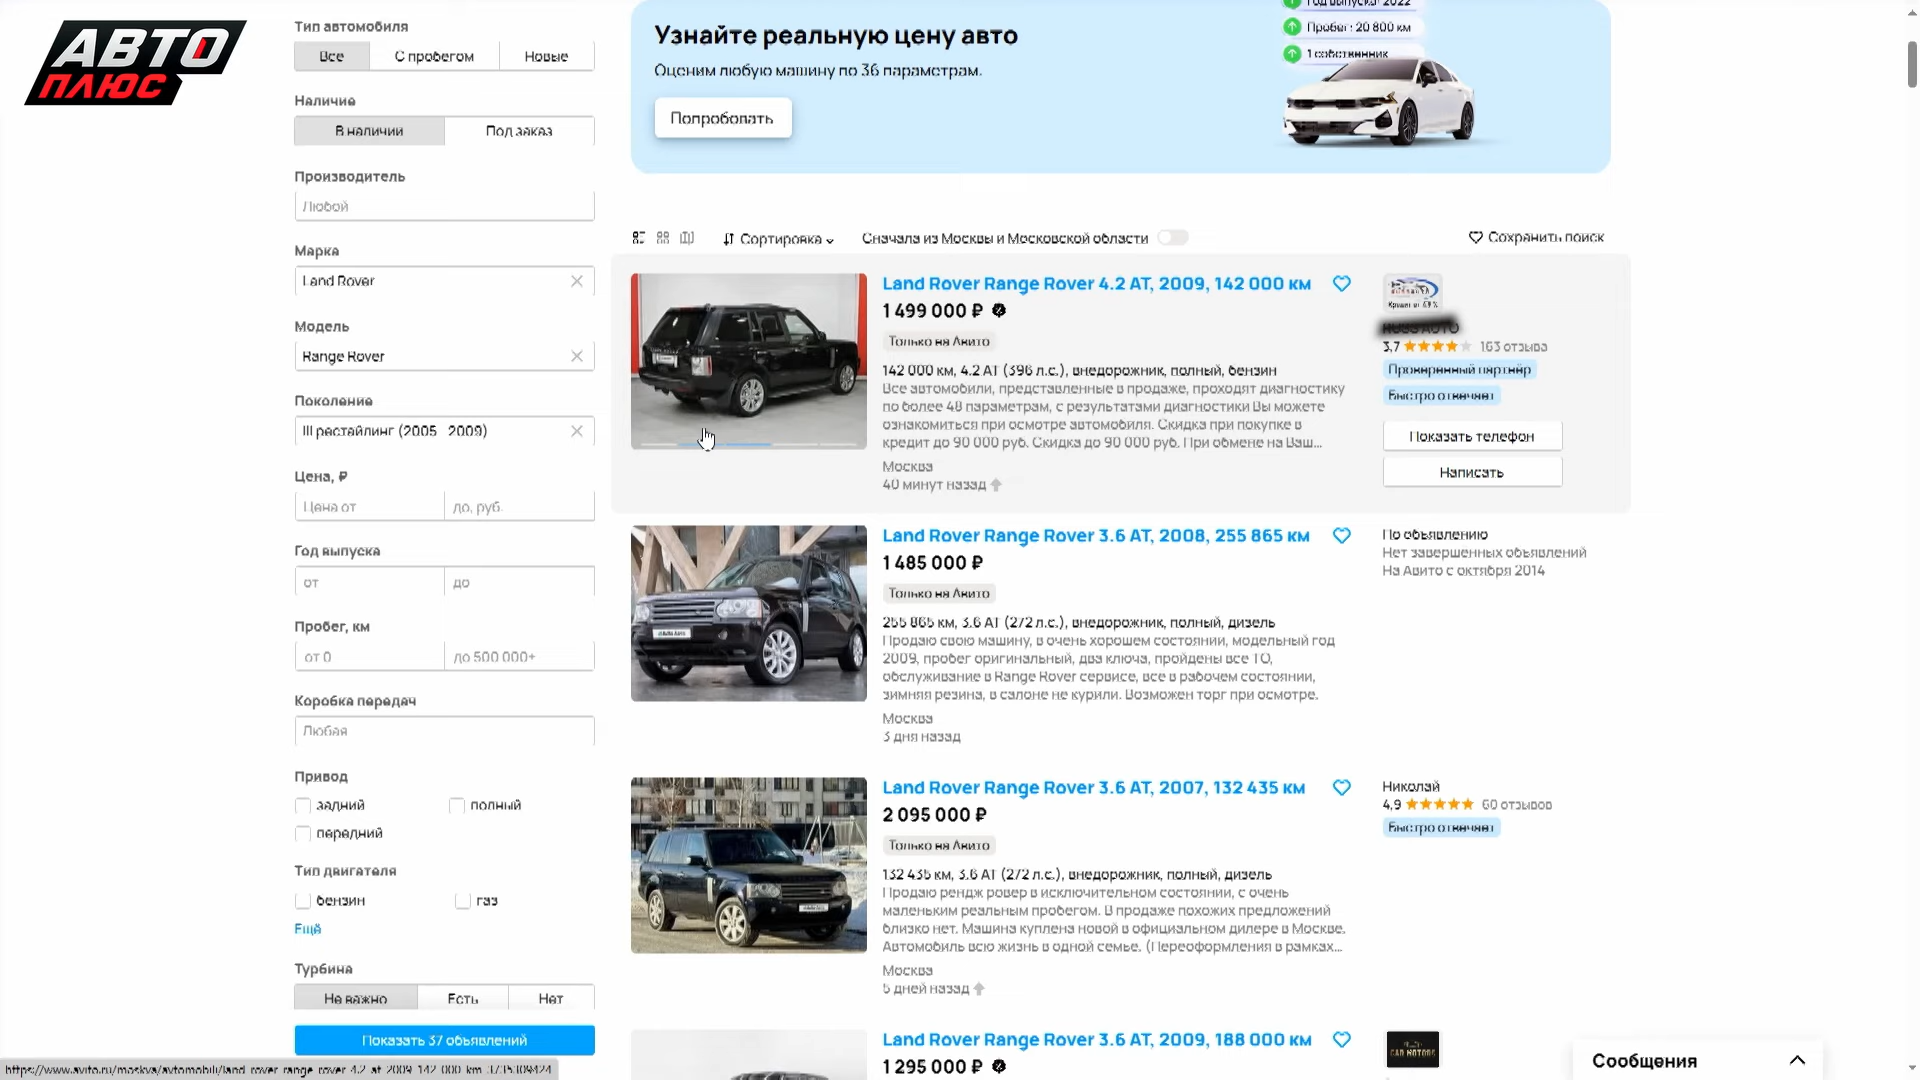 АВТО
ПЛЮС
Тип автомобиля
Все
С пробегом
Новые
Наличие
В наличии
Под заказ
Производитель
Любой
Марка
Land Rover
Модель
Range Rover
Поколение
III рестайлинг (2005 2009)
Цена, ₽
Цена от
до, руб.
Год выпуска
от
до
Пробег, км
от 0
до 500 000+
Коробка передач
Любая
Привод
задний
полный
передний
Тип двигателя
бензин
газ
Ещё
Турбина
Не важно
Есть
Нет
Показать 37 объявлений
Узнайте реальную цену авто
Оценим любую машину по 36 параметрам.
Попробовать
Год выпуска: 2022
Пробег: 20 800 км
1 собственник
Сортировка
Сначала из Москвы и Московской области
Сохранить поиск
Land Rover Range Rover 4.2 AT, 2009, 142 000 км
1 499 000 ₽
Только на Авито
142 000 км, 4.2 AT (396 л.с.), внедорожник, полный, бензин
Все автомобили, представленные в продаже, проходят диагностику
по более 48 параметрам, с результатами диагностики Вы можете
ознакомиться при осмотре автомобиля. Скидка при покупке в
кредит до 90 000 руб. Скидка до 90 000 руб. При обмене на Ваш...
Москва
40 минут назад
3,7
163 отзыва
Проверенный партнёр
Быстро отвечает
Показать телефон
Написать
Land Rover Range Rover 3.6 AT, 2008, 255 865 км
1 485 000 ₽
Только на Авито
255 865 км, 3.6 AT (272 л.с.), внедорожник, полный, дизель
Продаю свою машину, в очень хорошем состоянии, модельный год
2009, пробег оригинальный, два ключа, пройдены все ТО,
обслуживание в Range Rover сервисе, все в рабочем состоянии,
зимняя резина, в салоне не курили. Возможен торг при осмотре.
Москва
3 дня назад
По объявлению
Нет завершенных объявлений
На Авито с октября 2014
Land Rover Range Rover 3.6 AT, 2007, 132 435 км
2 095 000 ₽
Только на Авито
132 435 км, 3.6 AT (272 л.с.), внедорожник, полный, дизель
Продаю рендж ровер в исключительном состоянии, с очень
маленьким реальным пробегом. В продаже похожих предложений
близко нет. Машина куплена новой в официальном дилере в Москве.
Автомобиль всю жизнь в одной семье. (Переоформления в рамках...
Москва
5 дней назад
Николай
4,9
60 отзывов
Быстро отвечает
Land Rover Range Rover 3.6 AT, 2009, 188 000 км
1 295 000 ₽
CAR MOTORS
Сообщения
https://www.avito.ru/moskva/avtomobili/land_rover_range_rover_4.2_at_2009_142_000_km_3735309424